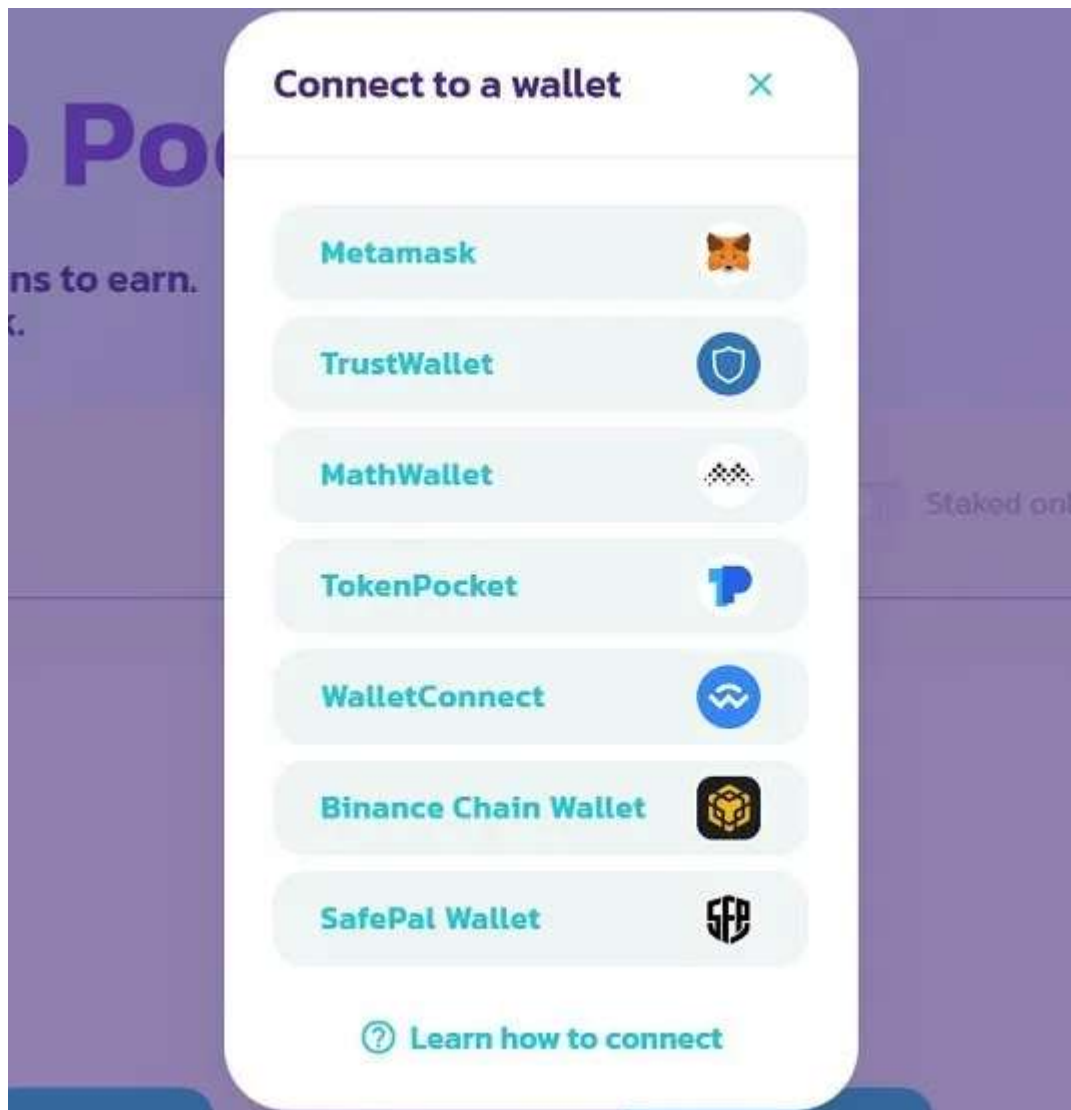 Connect to a wallet
ns to earn.
Metamask
TrustWallet
MathWallet
Staked
TokenPocket
WalletConnect
Binance Chain Wallet
SafePal Wallet
SFP
? Learn how to connect